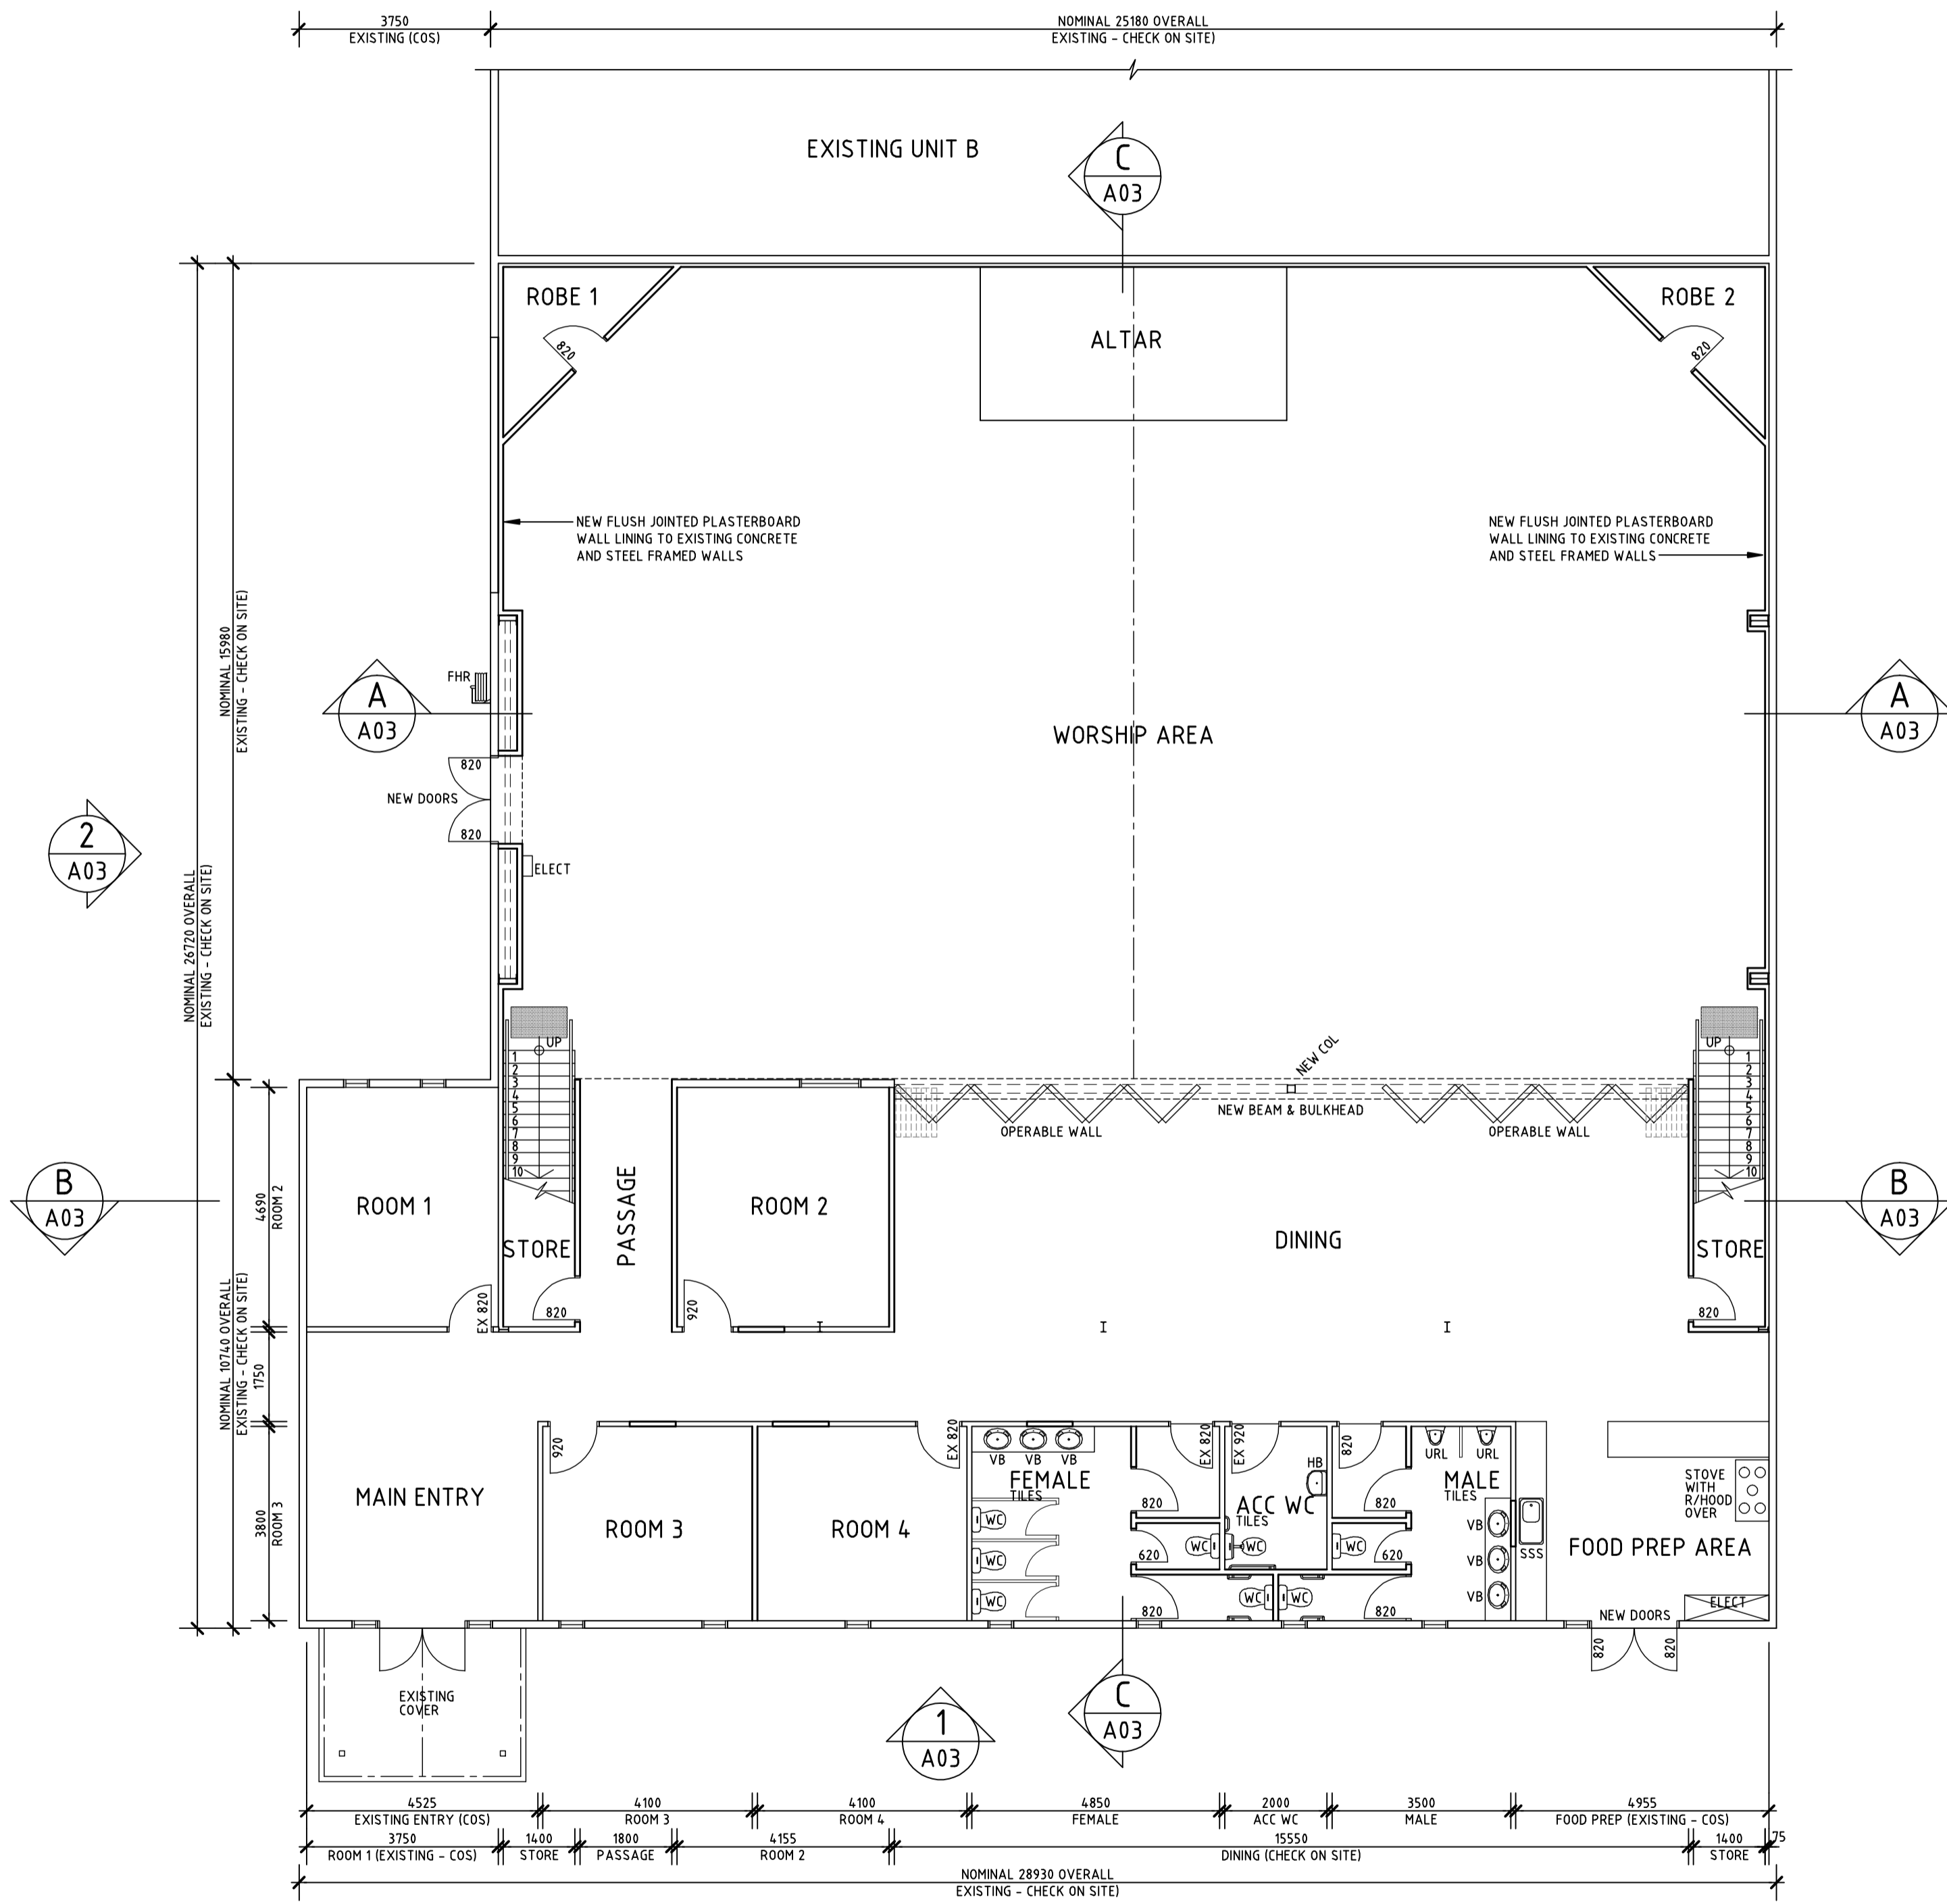 3750
EXISTING (COS)
NOMINAL 25180 OVERALL
EXISTING - CHECK ON SITE)
EXISTING UNIT B
C
A03
ROBE 1
820
ALTAR
ROBE 2
820
NEW FLUSH JOINTED PLASTERBOARD
WALL LINING TO EXISTING CONCRETE
AND STEEL FRAMED WALLS
NEW FLUSH JOINTED PLASTERBOARD
WALL LINING TO EXISTING CONCRETE
AND STEEL FRAMED WALLS
NOMINAL 15980
EXISTING - CHECK ON SITE)
FHR
A
A03
A
A03
WORSHIP AREA
820
NEW DOORS
820
2
A03
ELECT
NOMINAL 26720 OVERALL
EXISTING - CHECK ON SITE)
UP
1
2
3
4
5
6
7
8
9
10
NEW COL
NEW BEAM & BULKHEAD
OPERABLE WALL
OPERABLE WALL
UP
1
2
3
4
5
6
7
8
9
10
B
A03
B
A03
4690
ROOM 2
ROOM 1
STORE
PASSAGE
ROOM 2
DINING
STORE
EX 820
820
920
820
NOMINAL 10740 OVERALL
EXISTING - CHECK ON SITE)
1750
3800
ROOM 3
MAIN ENTRY
920
ROOM 3
EX 820
ROOM 4
VB
VB
VB
FEMALE
TILES
WC
WC
WC
EX 820
820
620
820
WC
EX 920
HB
ACC WC
TILES
WC
WC
WC
820
820
WC
620
820
URL
URL
MALE
TILES
VB
VB
VB
SSS
STOVE
WITH
R/HOOD
OVER
FOOD PREP AREA
ELECT
NEW DOORS
820
820
EXISTING
COVER
1
A03
C
A03
4525
EXISTING ENTRY (COS)
4100
ROOM 3
4100
ROOM 4
4850
FEMALE
2000
ACC WC
3500
MALE
4955
FOOD PREP (EXISTING - COS)
3750
ROOM 1 (EXISTING - COS)
1400
STORE
1800
PASSAGE
4155
ROOM 2
15550
DINING (CHECK ON SITE)
1400
STORE
75
NOMINAL 28930 OVERALL
EXISTING - CHECK ON SITE)